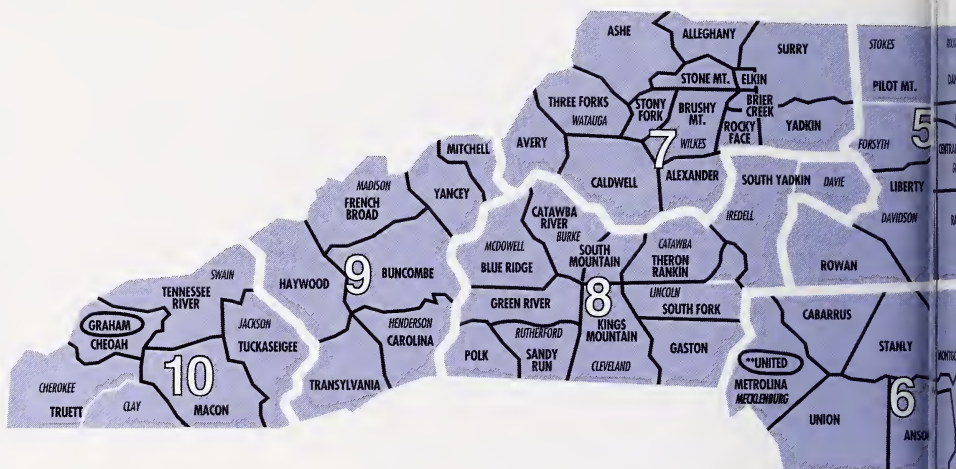 ASHE
ALLEGHANY
SURRY
STOKES
PILOT MT.
STONE MT.
ELKIN
THREE FORKS
WATAUGA
STONY
FORK
BRUSHY
MT.
BRIER
CREEK
ROCKY
FACE
YADKIN
WILKES
7
5
FORSYTH
AVERY
MITCHELL
YANCEY
CALDWELL
ALEXANDER
SOUTH YADKIN
DAVIE
LIBERTY
DAVIDSON
IREDELL
ROWAN
MADISON
FRENCH
BROAD
CATAWBA
RIVER
BURKE
MCDOWELL
BLUE RIDGE
SOUTH
MOUNTAIN
CATAWBA
THERON
RANKIN
SWAIN
TENNESSEE
RIVER
HAYWOOD
9
BUNCOMBE
GREEN RIVER
8
LINCOLN
SOUTH FORK
CABARRUS
GRAHAM
CHEOAH
JACKSON
TUCKASEIGEE
HENDERSON
CAROLINA
RUTHERFORD
KINGS
MOUNTAIN
POLK
SANDY
RUN
CLEVELAND
GASTON
STANLY
**UNITED
METROLINA
MECKLENBURG
10
CHEROKEE
TRUETT
CLAY
MACON
TRANSYLVANIA
UNION
6